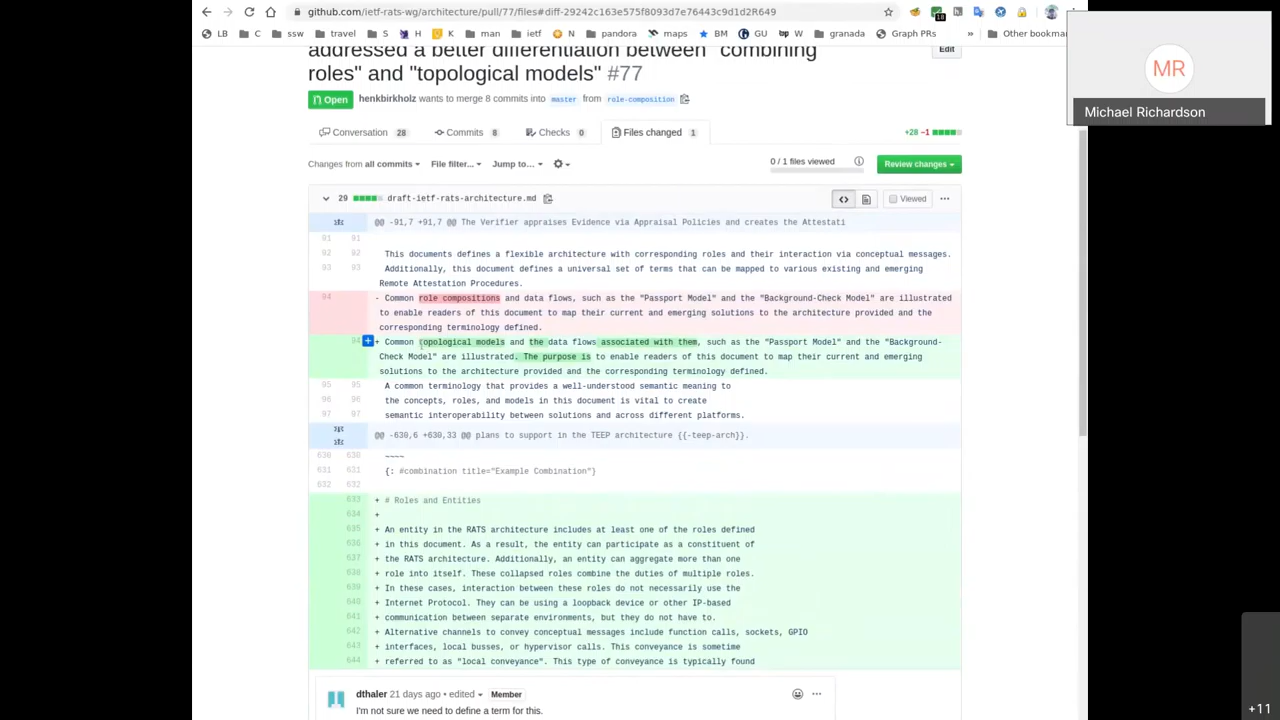 github.com/ietf-rats-wg/architecture/pull/77/files#diff-29242c163e575f8093d7e76443c9d1d2R649
18
LB C ssw travel S H K man ietf N pandora maps BM GU W granada Graph PRs » Other bookmar
addressed a better differentiation between "combining
roles" and "topological models" #77
Edit
Open henkbirkholz wants to merge 8 commits into master from role-composition
Conversation 28 Commits 8 Checks 0 Files changed 1 +28 −1
Changes from all commits File filter... Jump to... 0 / 1 files viewed Review changes
29 draft-ietf-rats-architecture.md <> Viewed ...
@@ -91,7 +91,7 @@ The Verifier appraises Evidence via Appraisal Policies and creates the Attestati
91 91
92 92 This documents defines a flexible architecture with corresponding roles and their interaction via conceptual messages.
93 93 Additionally, this document defines a universal set of terms that can be mapped to various existing and emerging
Remote Attestation Procedures.
94 - Common role compositions and data flows, such as the "Passport Model" and the "Background-Check Model" are illustrated
to enable readers of this document to map their current and emerging solutions to the architecture provided and the
corresponding terminology defined.
94 + Common topological models and the data flows associated with them, such as the "Passport Model" and the "Background-
Check Model" are illustrated. The purpose is to enable readers of this document to map their current and emerging
solutions to the architecture provided and the corresponding terminology defined.
95 95 A common terminology that provides a well-understood semantic meaning to
96 96 the concepts, roles, and models in this document is vital to create
97 97 semantic interoperability between solutions and across different platforms.
@@ -630,6 +630,33 @@ plans to support in the TEEP architecture {{-teep-arch}}.
630 630 ~~~~
631 631 {: #combination title="Example Combination"}
632 632
633 + # Roles and Entities
634 +
635 + An entity in the RATS architecture includes at least one of the roles defined
636 + in this document. As a result, the entity can participate as a constituent of
637 + the RATS architecture. Additionally, an entity can aggregate more than one
638 + role into itself. These collapsed roles combine the duties of multiple roles.
639 + In these cases, interaction between these roles do not necessarily use the
640 + Internet Protocol. They can be using a loopback device or other IP-based
641 + communication between separate environments, but they do not have to.
642 + Alternative channels to convey conceptual messages include function calls, sockets, GPIO
643 + interfaces, local busses, or hypervisor calls. This conveyance is sometime
644 + referred to as "local conveyance". This type of conveyance is typically found
dthaler 21 days ago • edited Member ...
I'm not sure we need to define a term for this.
MR
Michael Richardson
+11